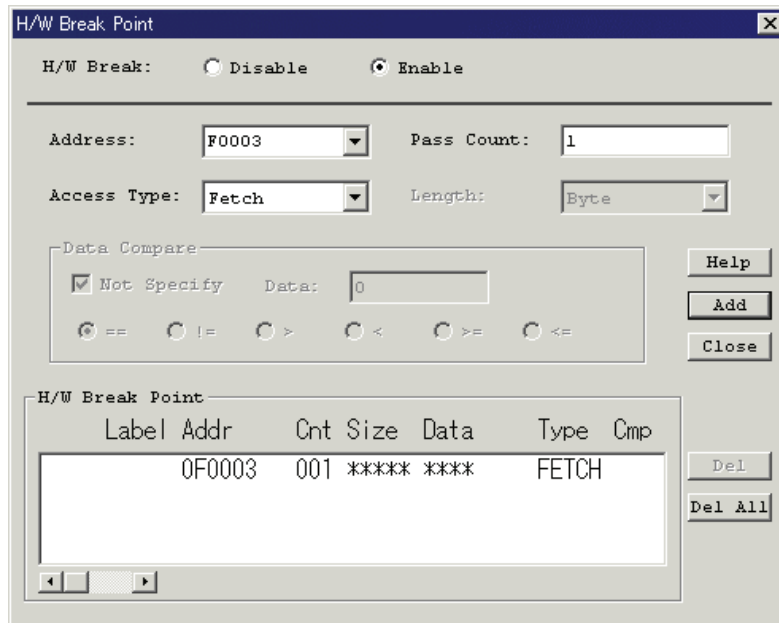 H/W Break Point
H/W Break: Disable Enable
Address: F0003 Pass Count: 1
Access Type: Fetch Length: Byte
Data Compare
Not Specify Data: 0
== != > < >= <=
Help
Add
Close
H/W Break Point
Label Addr Cnt Size Data Type Cmp
0F0003 001 ***** **** FETCH
Del
Del All